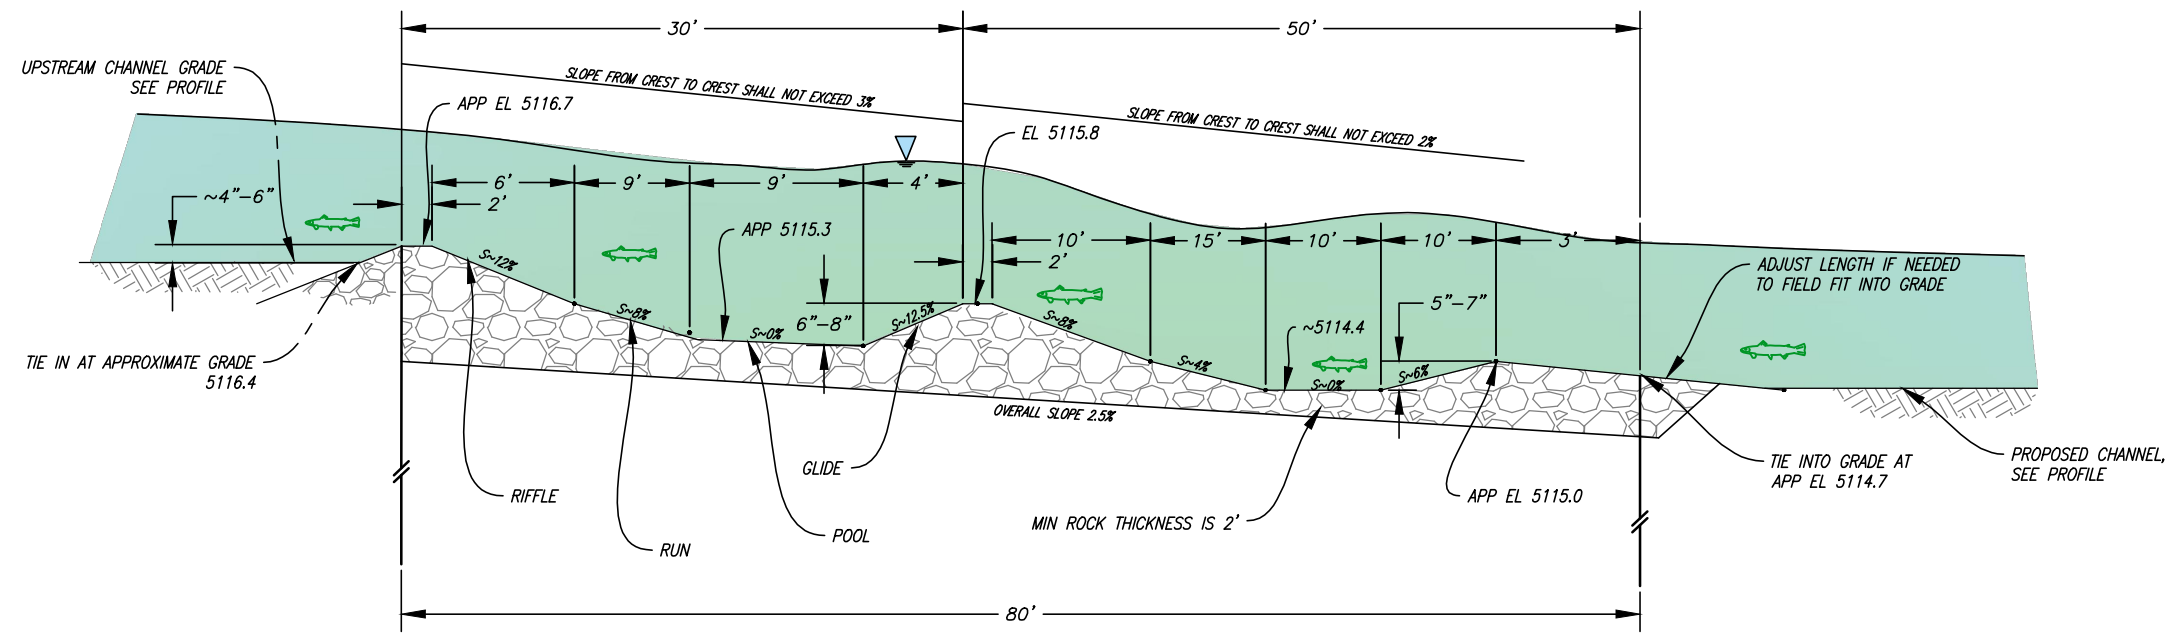 30'
50'
UPSTREAM CHANNEL GRADE
SEE PROFILE
SLOPE FROM CREST TO CREST SHALL NOT EXCEED 3%
APP EL 5116.7
SLOPE FROM CREST TO CREST SHALL NOT EXCEED 2%
EL 5115.8
~4"-6"
6'
9'
9'
4'
2'
APP 5115.3
10'
15'
10'
10'
3'
2'
S~12%
S~8%
S~0%
6"-8"
S~12.5%
S~8%
S~4%
~5114.4
S~0%
S~6%
5"-7"
ADJUST LENGTH IF NEEDED
TO FIELD FIT INTO GRADE
TIE IN AT APPROXIMATE GRADE
5116.4
OVERALL SLOPE 2.5%
RIFFLE
RUN
POOL
GLIDE
MIN ROCK THICKNESS IS 2'
APP EL 5115.0
TIE INTO GRADE AT
APP EL 5114.7
PROPOSED CHANNEL,
SEE PROFILE
80'